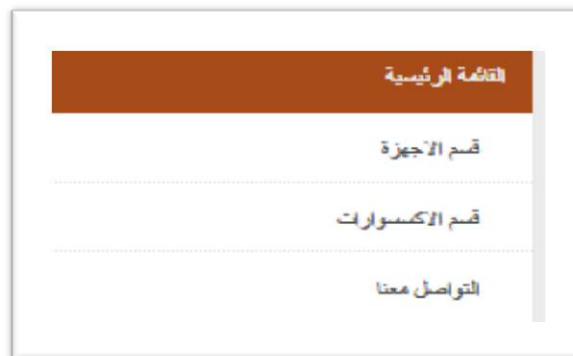 القائمة الرئيسية
قسم الاجهزة
قسم الاكسسوارات
التواصل معنا